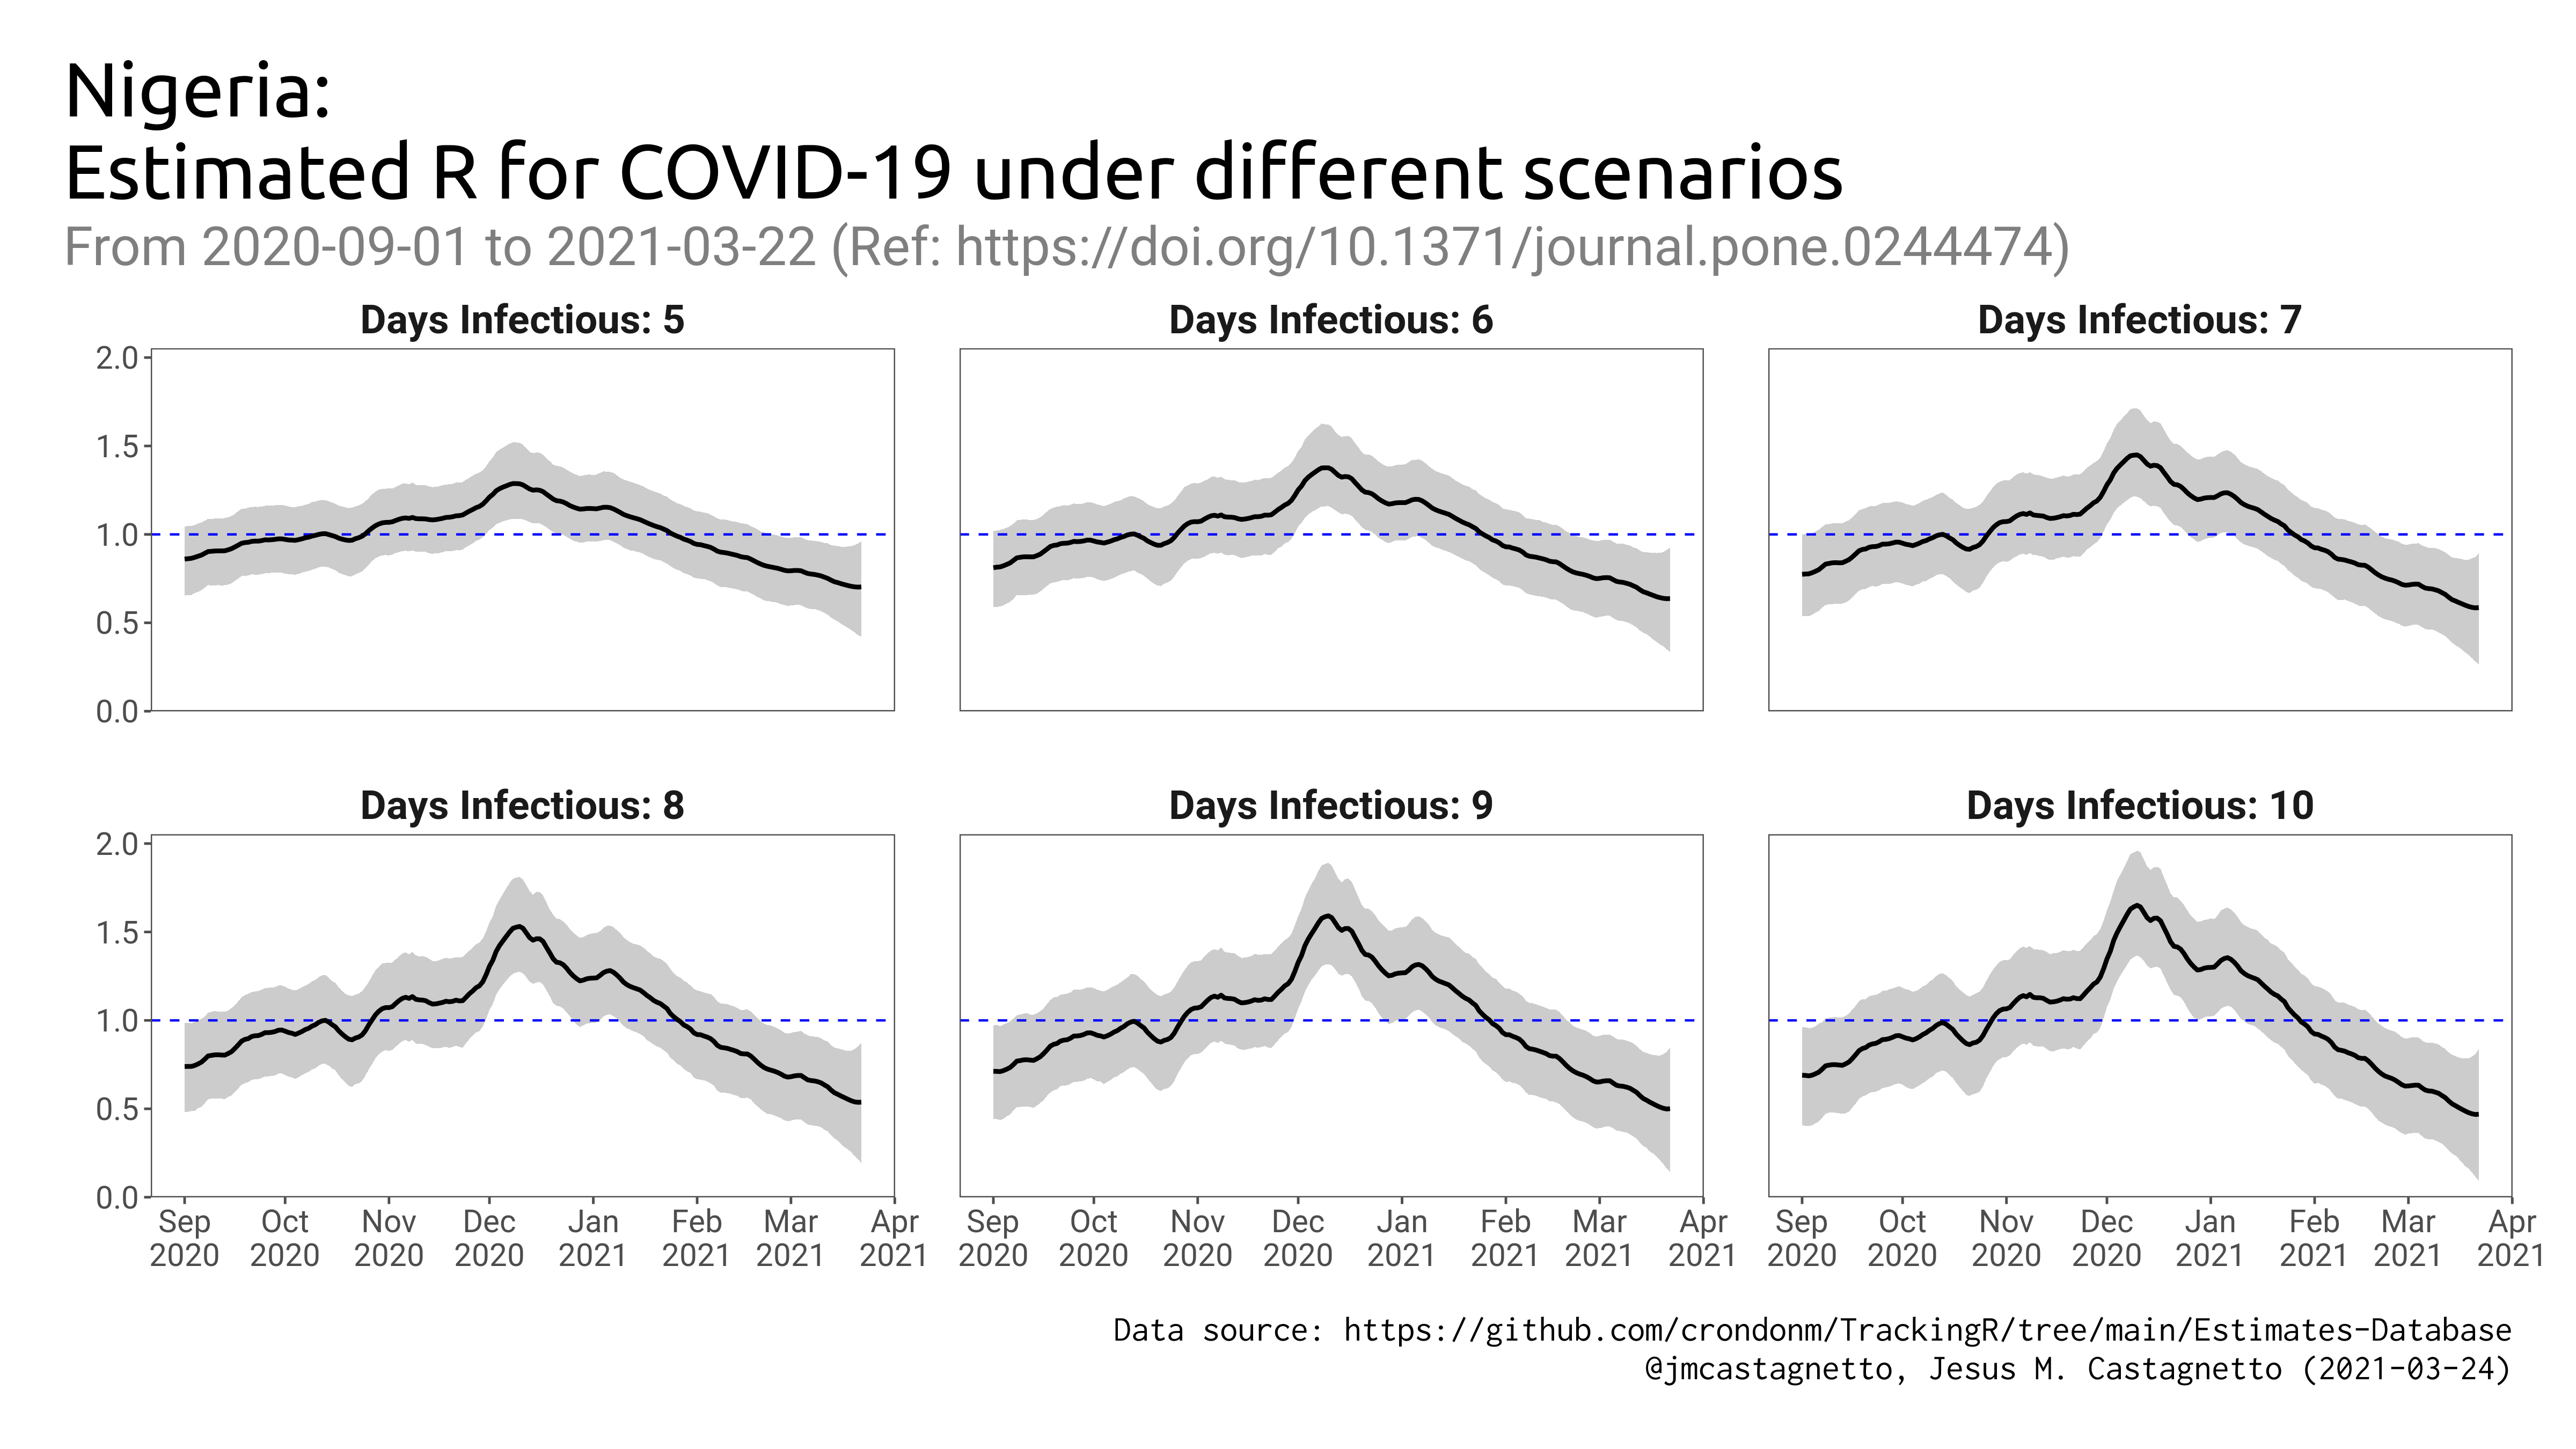 Nigeria:
Estimated R for COVID-19 under different scenarios
From 2020-09-01 to 2021-03-22 (Ref: https://doi.org/10.1371/journal.pone.0244474)
Days Infectious: 5
Days Infectious: 6
Days Infectious: 7
2.0
1.5
1.0
0.5
0.0
Days Infectious: 8
Days Infectious: 9
Days Infectious: 10
2.0
1.5
1.0
0.5
0.0
Sep Oct Nov Dec Jan Feb Mar Apr
2020 2020 2020 2020 2021 2021 2021 2021
Sep Oct Nov Dec Jan Feb Mar Apr
2020 2020 2020 2020 2021 2021 2021 2021
Sep Oct Nov Dec Jan Feb Mar Apr
2020 2020 2020 2020 2021 2021 2021 2021
Data source: https://github.com/crondonm/TrackingR/tree/main/Estimates-Database
@jmcastagnetto, Jesus M. Castagnetto (2021-03-24)